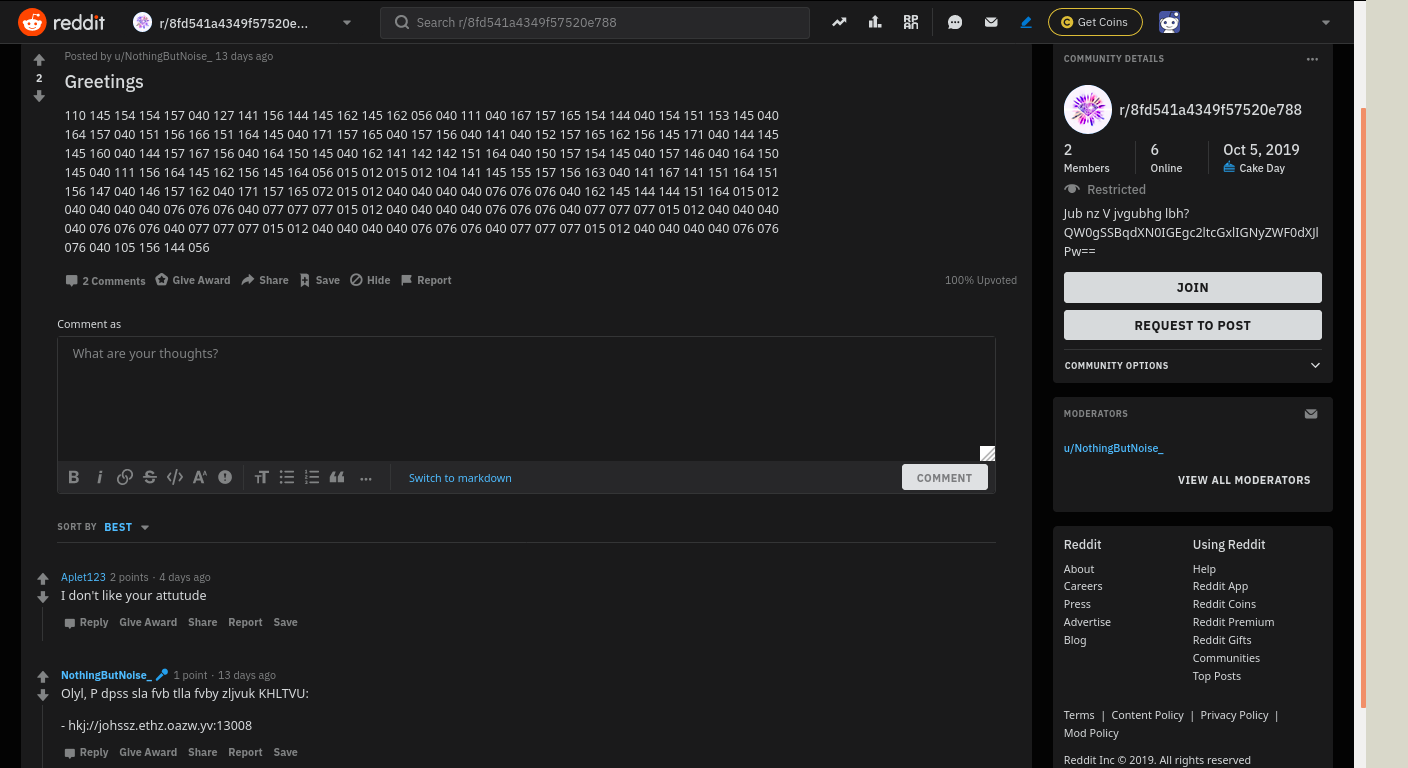 reddit
r/8fd541a4349f57520e...
Search r/8fd541a4349f57520e788
Get Coins
Posted by u/NothingButNoise_ 13 days ago
2
Greetings
110 145 154 154 157 040 127 141 156 144 145 162 145 162 056 040 111 040 167 157 165 154 144 040 154 151 153 145 040
164 157 040 151 156 166 151 164 145 040 171 157 165 040 157 156 040 141 040 152 157 165 162 156 145 171 040 144 145
145 160 040 144 157 167 156 040 164 150 145 040 162 141 142 142 151 164 040 150 157 154 145 040 157 146 040 164 150
145 040 111 156 164 145 162 156 145 164 056 015 012 015 012 104 141 145 155 157 156 163 040 141 167 141 151 164 151
156 147 040 146 157 162 040 171 157 165 072 015 012 040 040 040 040 076 076 076 040 162 145 144 144 151 164 015 012
040 040 040 040 076 076 076 040 077 077 077 015 012 040 040 040 040 076 076 076 040 077 077 077 015 012 040 040 040
040 076 076 076 040 077 077 077 015 012 040 040 040 040 076 076 076 040 077 077 077 015 012 040 040 040 040 076 076
076 040 105 156 144 056
2 Comments Give Award Share Save Hide Report 100% Upvoted
Comment as
What are your thoughts?
Switch to markdown
COMMENT
SORT BY BEST
Aplet123 2 points · 4 days ago
I don't like your attutude
Reply Give Award Share Report Save
NothingButNoise_ 1 point · 13 days ago
Olyl, P dpss sla fvb tlla fvby zljvuk KHLTVU:
- hkj://johssz.ethz.oazw.yv:13008
Reply Give Award Share Report Save
COMMUNITY DETAILS
r/8fd541a4349f57520e788
2 6 Oct 5, 2019
Members Online Cake Day
Restricted
Jub nz V jvgubhg lbh?
QW0gSSBqdXN0IGEgc2ltcGxlIGNyZWF0dXJl
Pw==
JOIN
REQUEST TO POST
COMMUNITY OPTIONS
MODERATORS
u/NothingButNoise_
VIEW ALL MODERATORS
Reddit Using Reddit
About Help
Careers Reddit App
Press Reddit Coins
Advertise Reddit Premium
Blog Reddit Gifts
Communities
Top Posts
Terms | Content Policy | Privacy Policy |
Mod Policy
Reddit Inc © 2019. All rights reserved